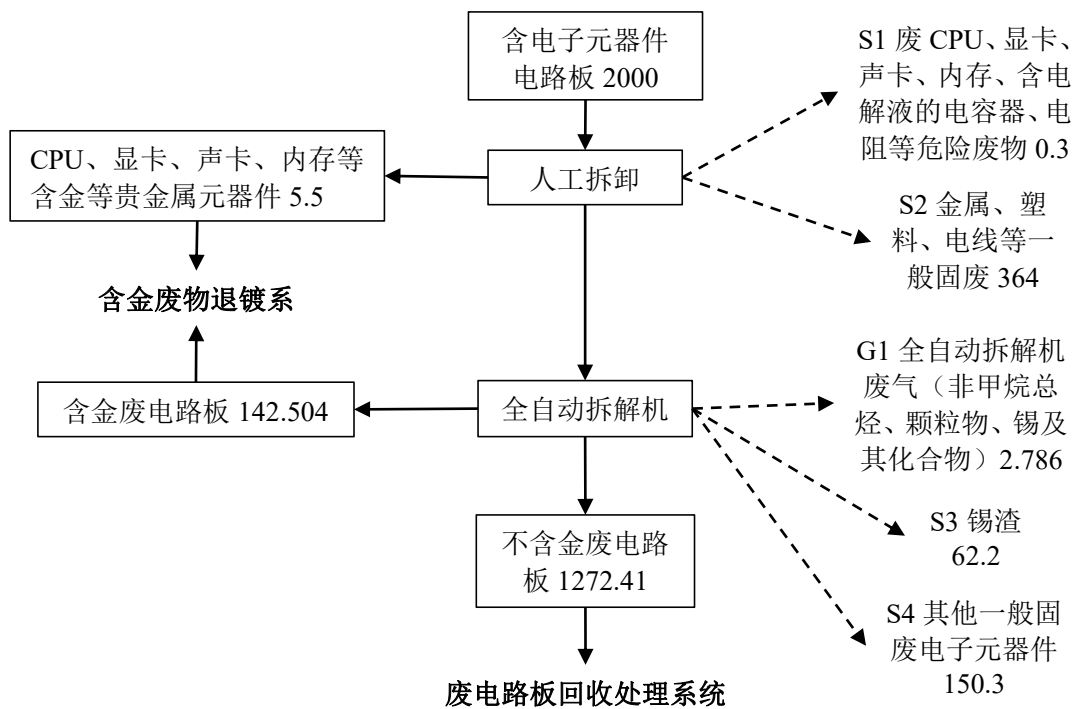 含电子元器件
电路板 2000
S1 废 CPU、显卡、
声卡、内存、含电
解液的电容器、电
阻等危险废物 0.3
CPU、显卡、声卡、内存等
含金等贵金属元器件 5.5
人工拆卸
S2 金属、塑
料、电线等一
般固废 364
含金废物退镀系
G1 全自动拆解机
废气（非甲烷总
烃、颗粒物、锡及
其化合物）2.786
含金废电路板 142.504
全自动拆解机
不含金废电路
板 1272.41
S3 锡渣
62.2
S4 其他一般固
废电子元器件
150.3
废电路板回收处理系统